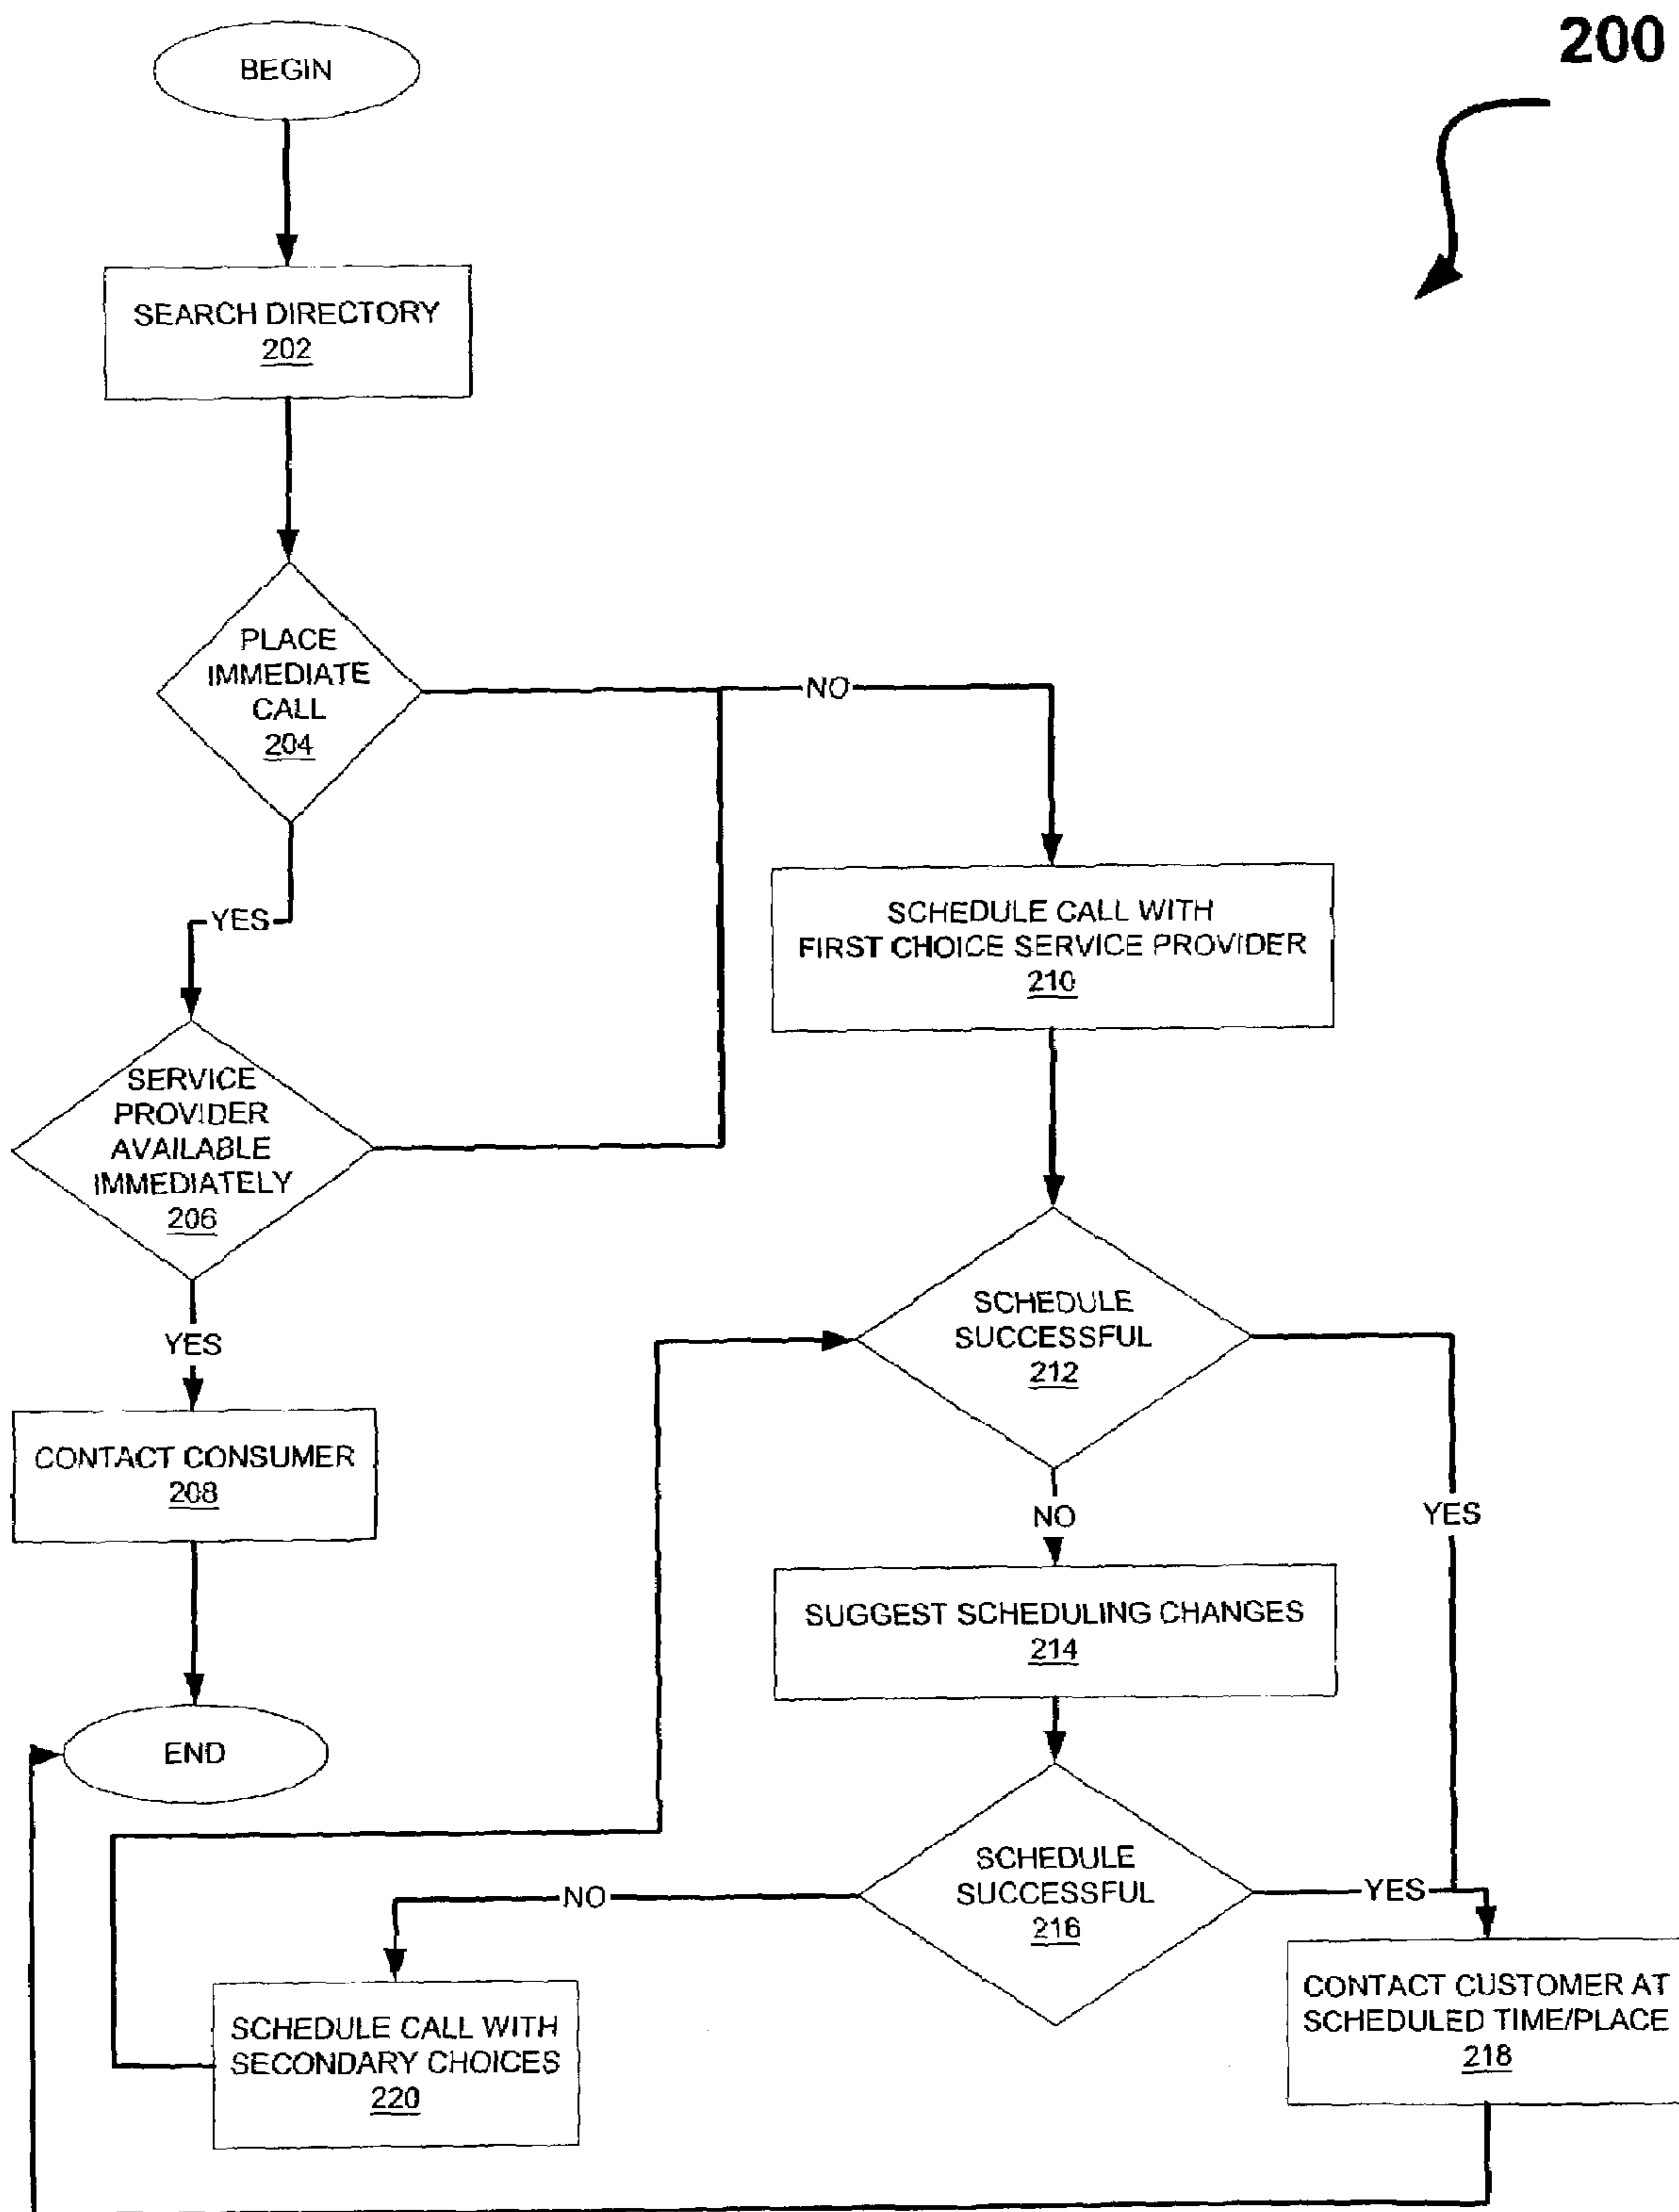 200
BEGIN
SEARCH DIRECTORY
202
PLACE
IMMEDIATE
CALL
204
NO
YES
SCHEDULE CALL WITH
FIRST CHOICE SERVICE PROVIDER
210
SERVICE
PROVIDER
AVAILABLE
IMMEDIATELY
206
YES
SCHEDULE
SUCCESSFUL
212
CONTACT CONSUMER
208
NO
YES
SUGGEST SCHEDULING CHANGES
214
END
SCHEDULE
SUCCESSFUL
216
NO
YES
SCHEDULE CALL WITH
SECONDARY CHOICES
220
CONTACT CUSTOMER AT
SCHEDULED TIME/PLACE
218